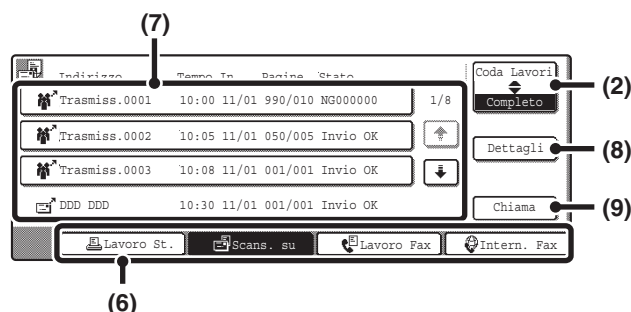 (7)
Indirizzo Tempo In. Pagine Stato
Coda Lavori
Completo
(2)
Trasmiss.0001 10:00 11/01 990/010 NG000000
1/8
Trasmiss.0002 10:05 11/01 050/005 Invio OK
Dettagli
(8)
Trasmiss.0003 10:08 11/01 001/001 Invio OK
DDD DDD 10:30 11/01 001/001 Invio OK
Chiama
(9)
Lavoro St. Scans. su Lavoro Fax Intern. Fax
(6)